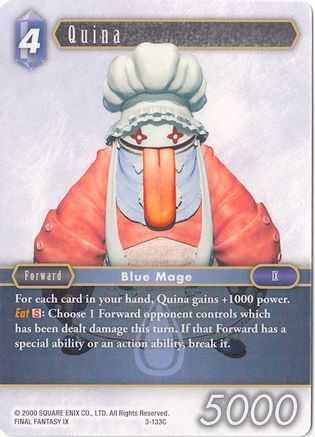 4
Quina
Forward
Blue Mage
IX
For each card in your hand, Quina gains +1000 power.
Eat S: Choose 1 Forward opponent controls which
has been dealt damage this turn. If that Forward has a
special ability or an action ability, break it.
© 2000 SQUARE ENIX CO., LTD. All Rights Reserved.
FINAL FANTASY IX
3-133C
5000